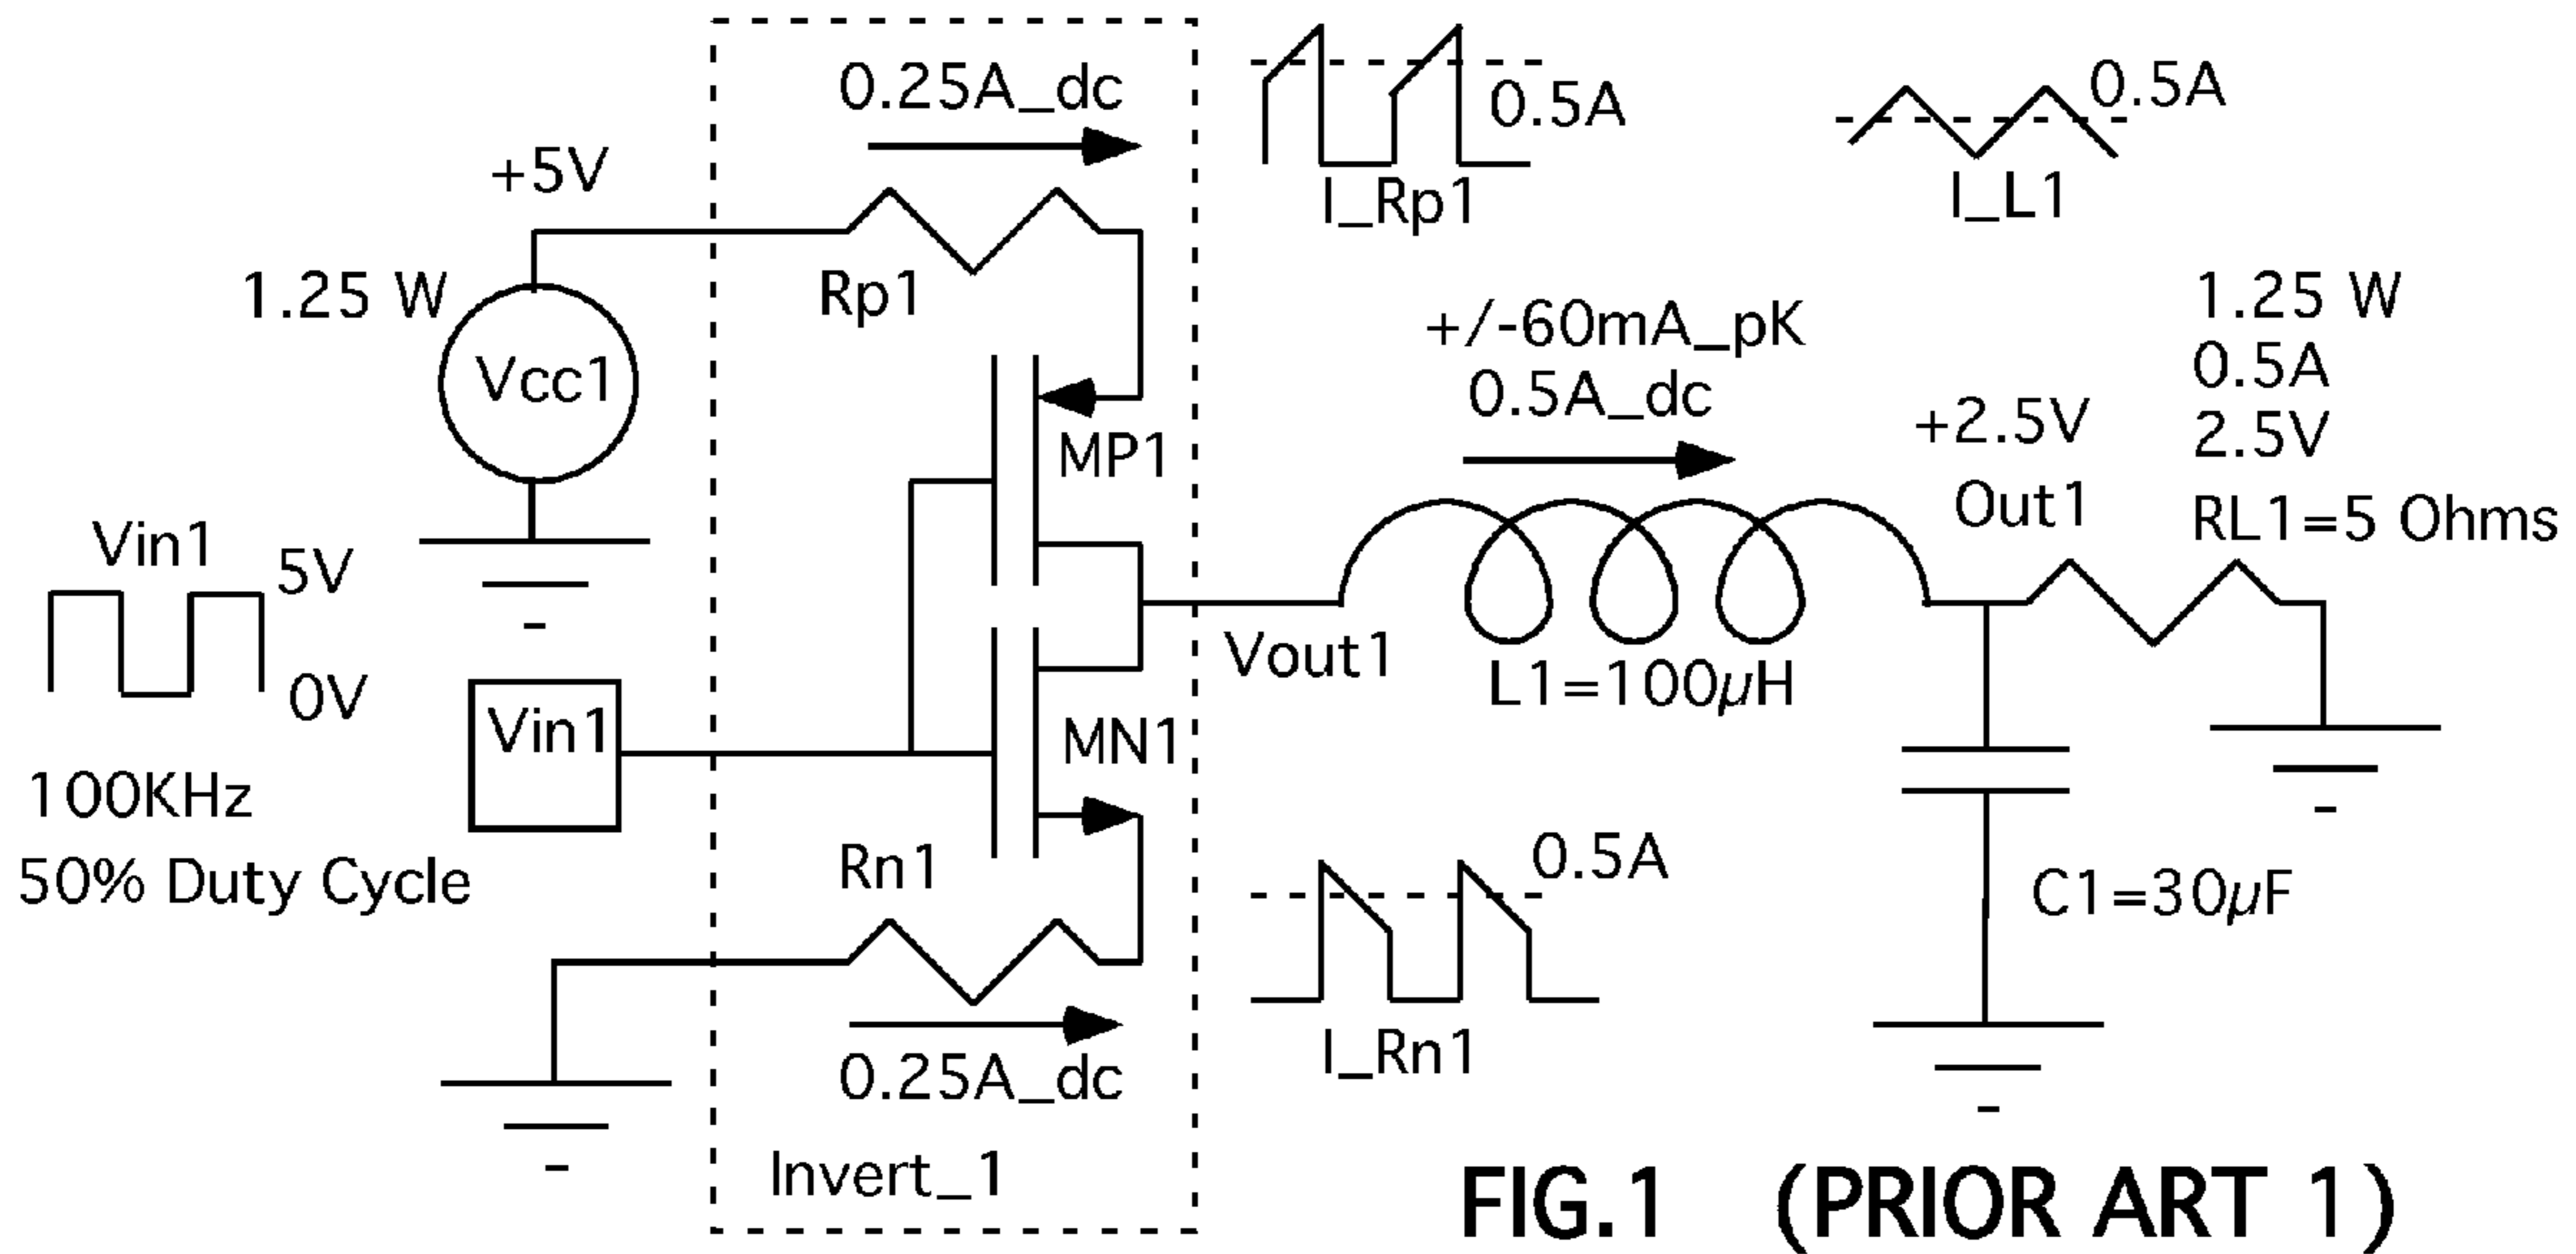 0.25A_dc
0.5A
I_Rp1
0.5A
I_L1
+5V
Rp1
1.25 W
Vcc1
+/-60mA_pK
0.5A_dc
1.25 W
0.5A
2.5V
RL1=5 Ohms
+2.5V
Out1
MP1
Vin1
5V
0V
100KHz
50% Duty Cycle
Vin1
Vout1
L1=100µH
MN1
Rn1
0.25A_dc
Invert_1
0.5A
I_Rn1
C1=30µF
FIG.1 (PRIOR ART 1)